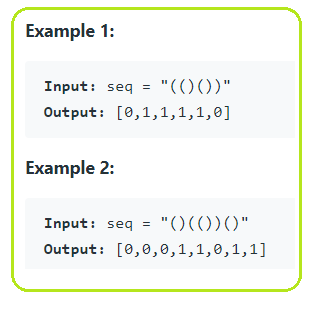 Example 1:
Input: seq = "(()())"
Output: [0,1,1,1,1,0]
Example 2:
Input: seq = "()(())()"
Output: [0,0,0,1,1,0,1,1]